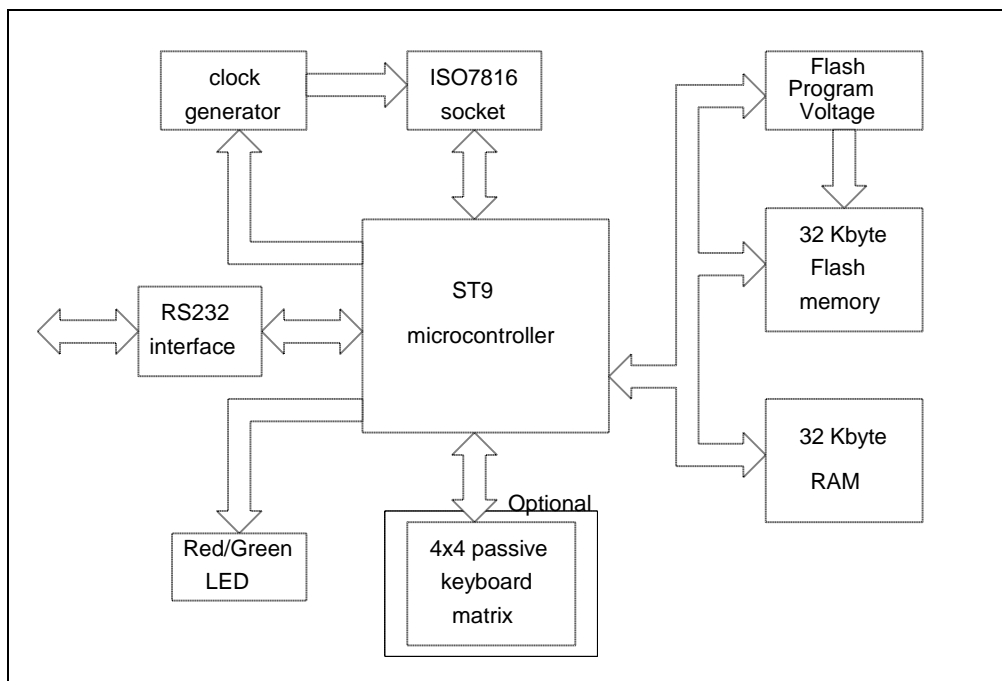 clock
generator
ISO7816
socket
Flash
Program
Voltage
32 Kbyte
Flash
memory
ST9
microcontroller
RS232
interface
32 Kbyte
RAM
Optional
Red/Green
LED
4x4 passive
keyboard
matrix